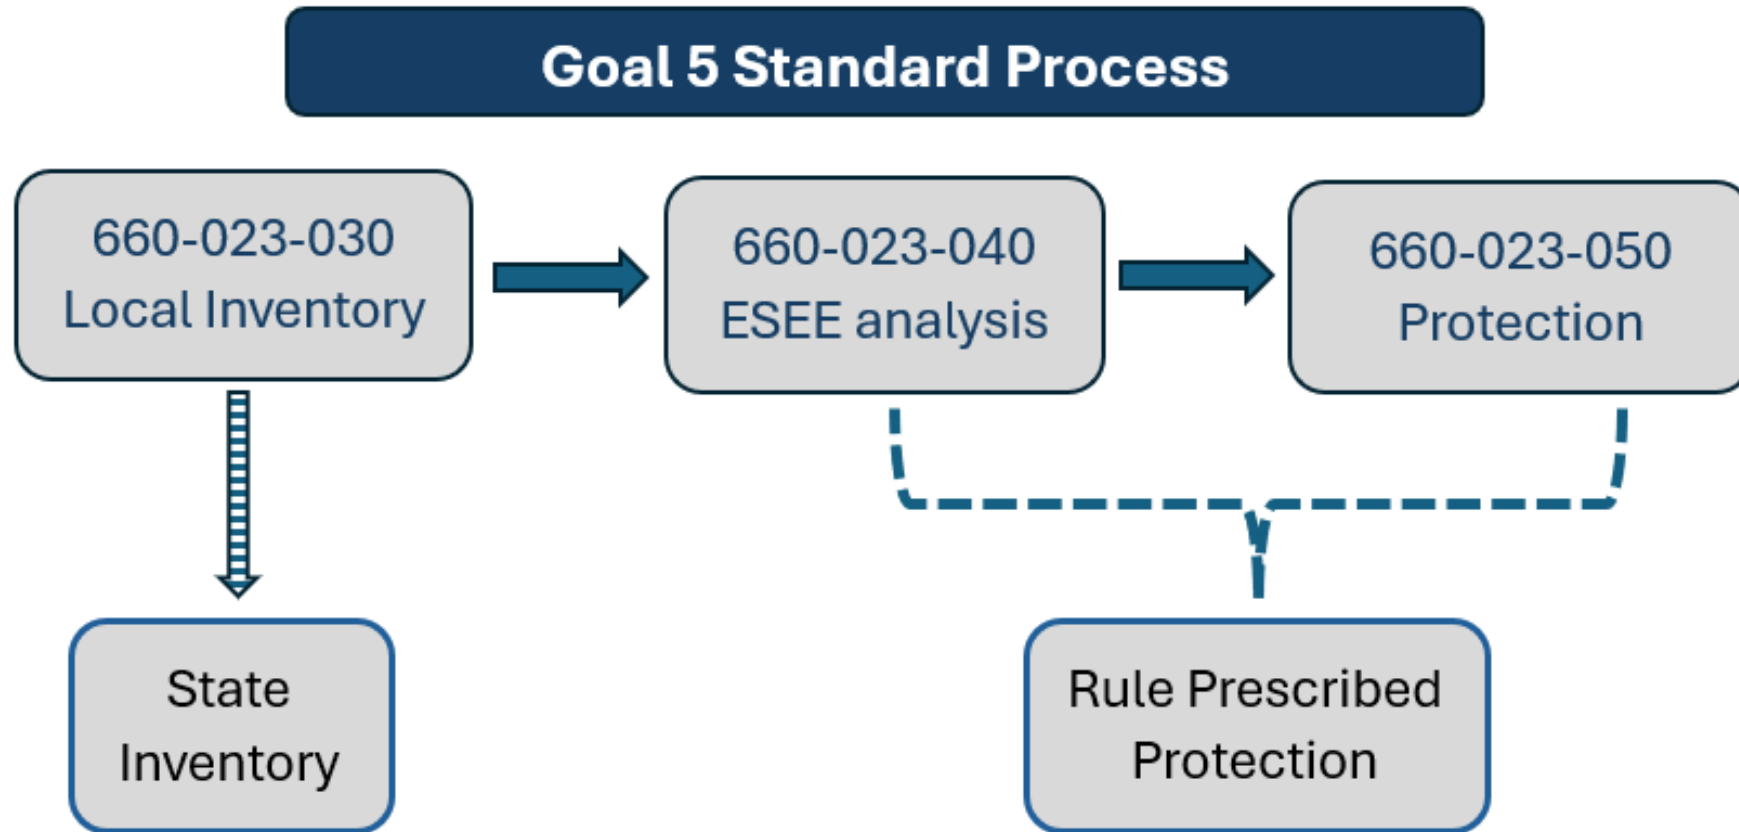 Goal 5 Standard Process
660-023-030
Local Inventory
660-023-040
ESEE analysis
660-023-050
Protection
State
Inventory
Rule Prescribed
Protection